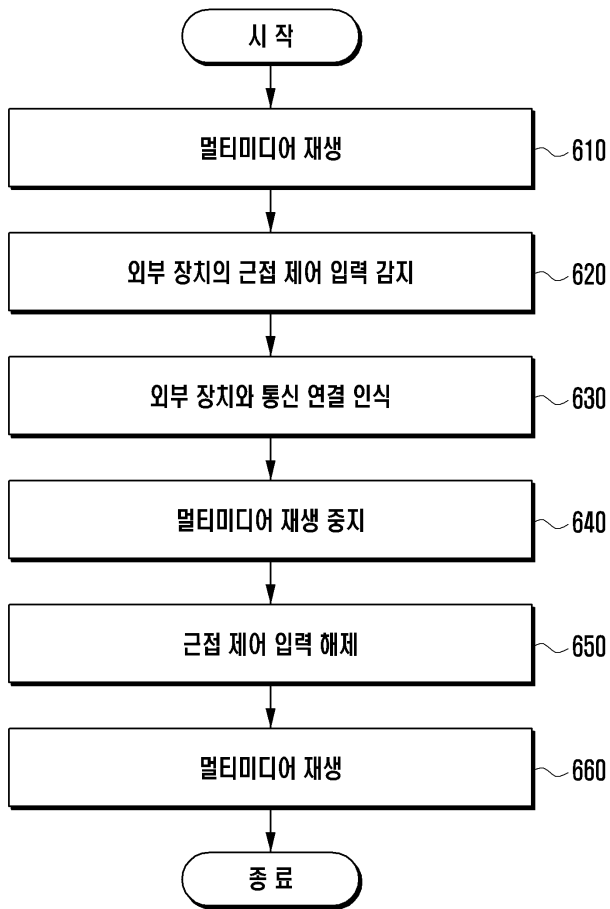 시 작
멀티미디어 재생
610
외부 장치의 근접 제어 입력 감지
620
외부 장치와 통신 연결 인식
630
멀티미디어 재생 중지
640
근접 제어 입력 해제
650
멀티미디어 재생
660
종 료